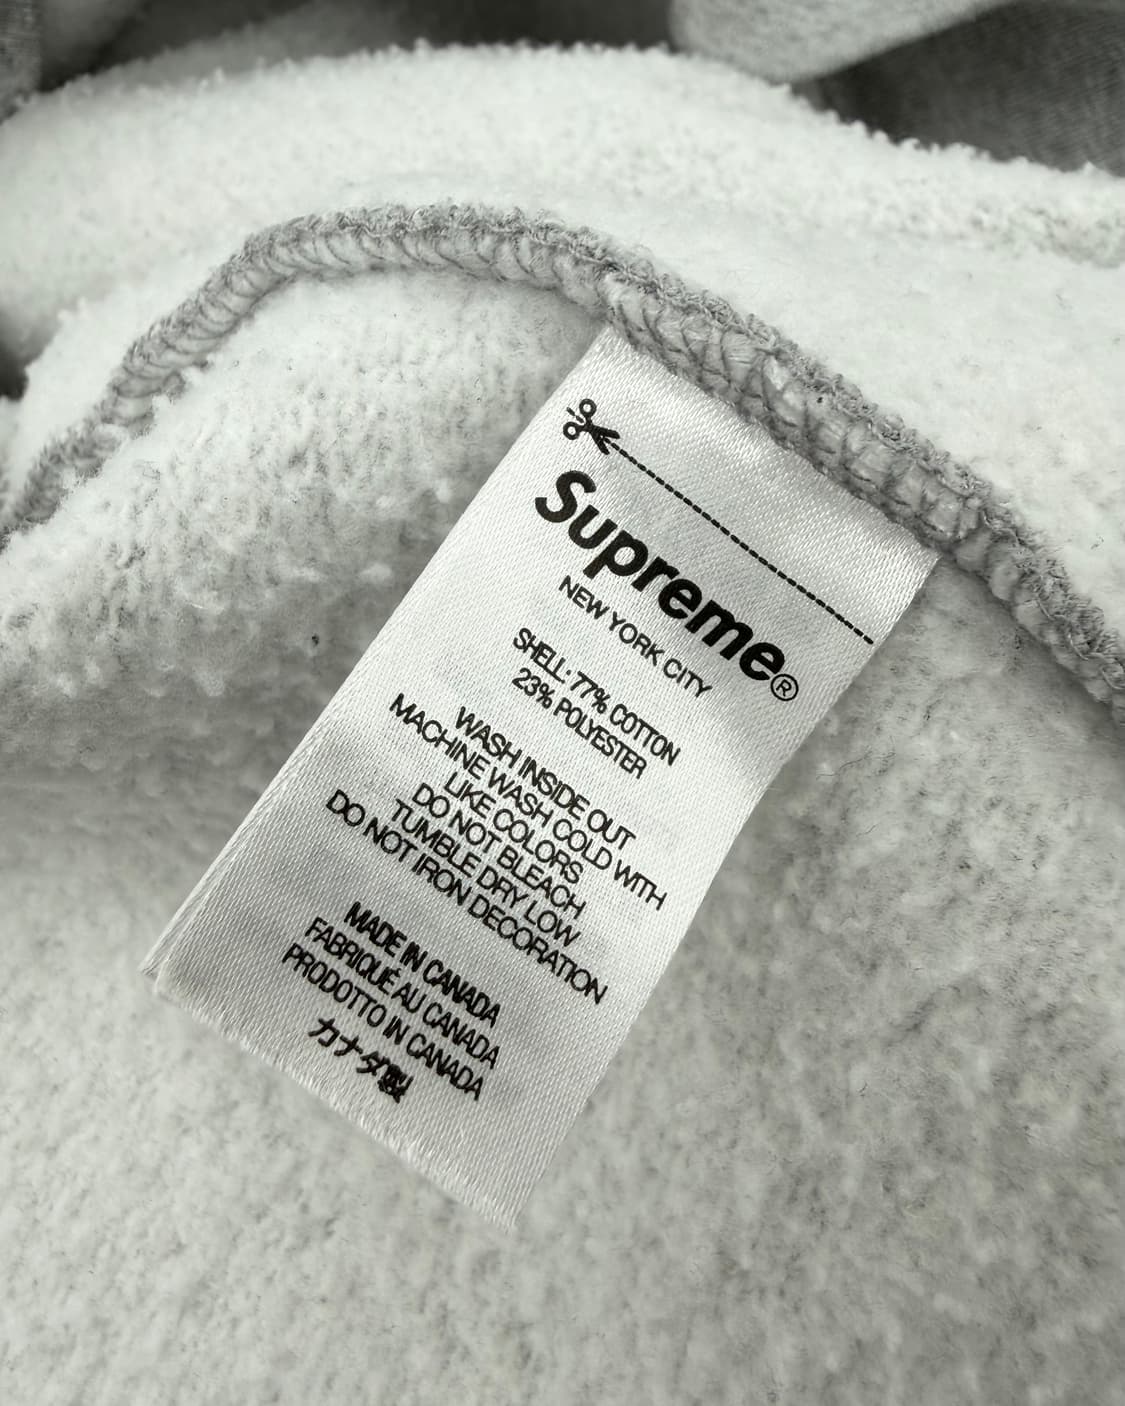 Supreme®
NEW YORK CITY
SHELL: 77% COTTON
23% POLYESTER
WASH INSIDE OUT
MACHINE WASH COLD WITH
LIKE COLORS
DO NOT BLEACH
TUMBLE DRY LOW
DO NOT IRON DECORATION
MADE IN CANADA
FABRIQUÉ AU CANADA
PRODOTTO IN CANADA
カナダ製